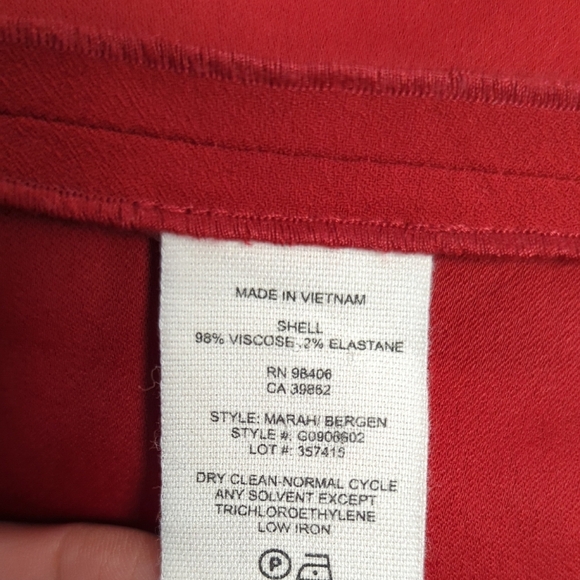 MADE IN VIETNAM
SHELL
98% VISCOSE 2% ELASTANE
RN 98406
CA 39862
STYLE: MARAH/ BERGEN
STYLE #: G0906602
LOT #: 357415
DRY CLEAN-NORMAL CYCLE
ANY SOLVENT EXCEPT
TRICHLOROETHYLENE
LOW IRON
P